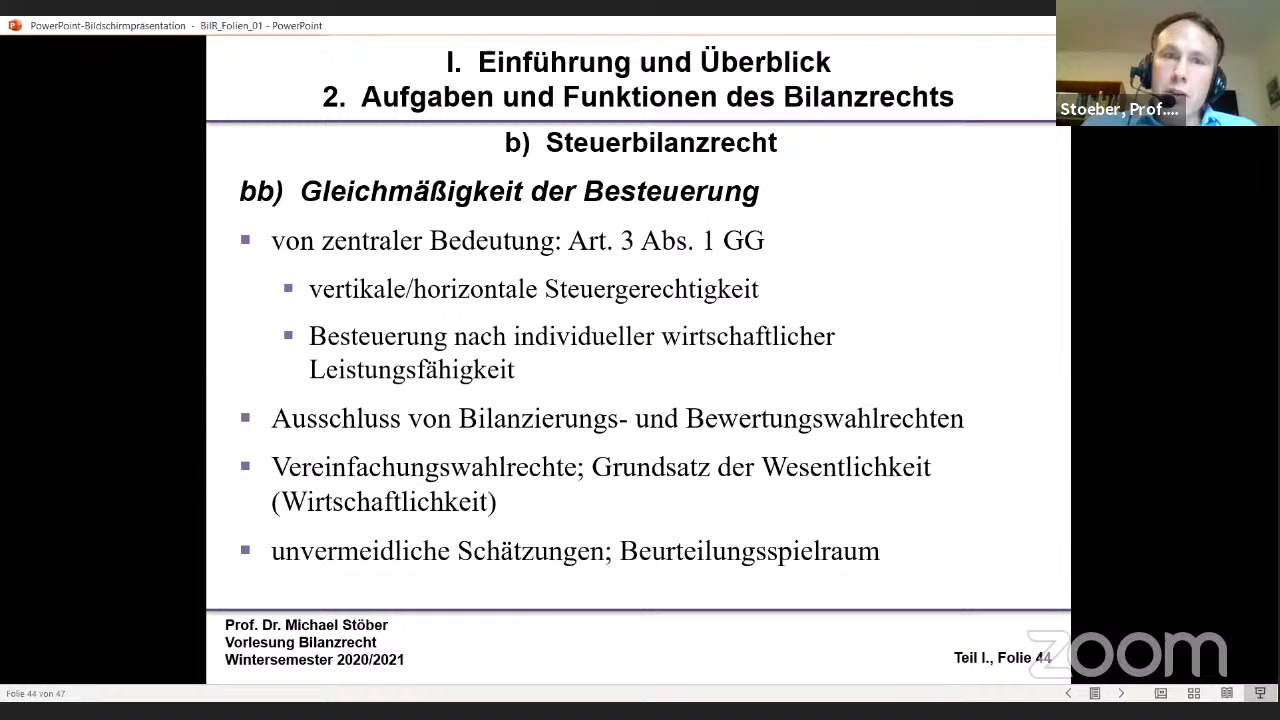 PowerPoint-Bildschirmpräsentation - BilR_Folien_01 - PowerPoint
Stoeber, Prof....
I. Einführung und Überblick
2. Aufgaben und Funktionen des Bilanzrechts
b) Steuerbilanzrecht
bb) Gleichmäßigkeit der Besteuerung
von zentraler Bedeutung: Art. 3 Abs. 1 GG
vertikale/horizontale Steuergerechtigkeit
Besteuerung nach individueller wirtschaftlicher
Leistungsfähigkeit
Ausschluss von Bilanzierungs- und Bewertungswahlrechten
Vereinfachungswahlrechte; Grundsatz der Wesentlichkeit
(Wirtschaftlichkeit)
unvermeidliche Schätzungen; Beurteilungsspielraum
Prof. Dr. Michael Stöber
Vorlesung Bilanzrecht
Wintersemester 2020/2021
Teil I., Folie 44
zoom
Folie 44 von 47